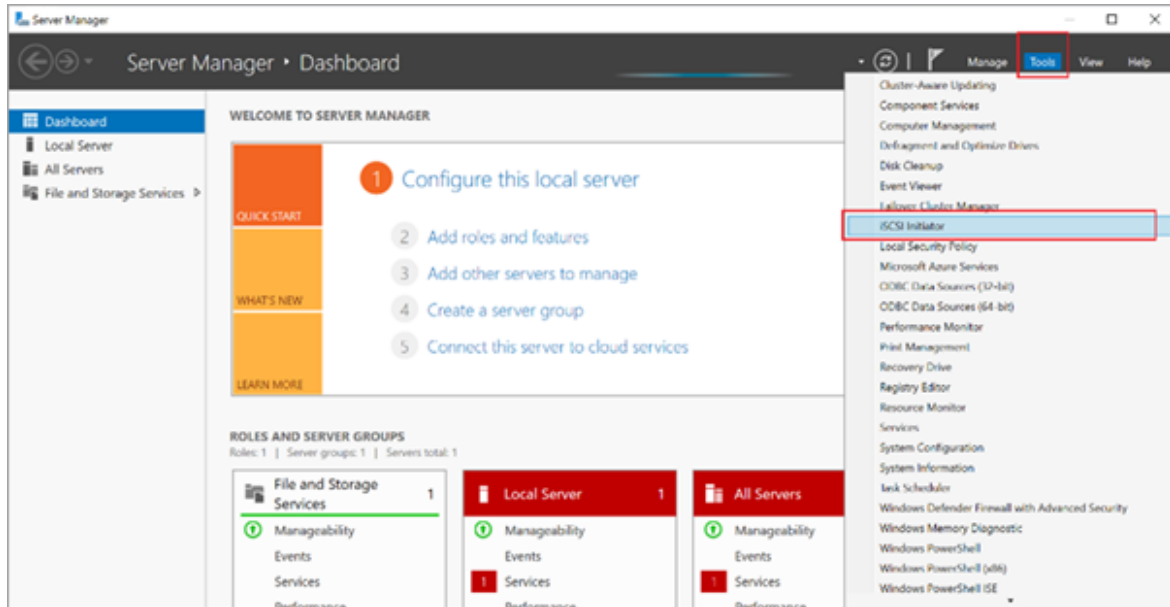 Server Manager
Server Manager • Dashboard
Manage Tools View Help
Dashboard
Local Server
All Servers
File and Storage Services
WELCOME TO SERVER MANAGER
QUICK START
WHAT'S NEW
LEARN MORE
1 Configure this local server
2 Add roles and features
3 Add other servers to manage
4 Create a server group
5 Connect this server to cloud services
ROLES AND SERVER GROUPS
Roles: 1 | Server groups: 1 | Servers total: 1
File and Storage Services 1
Manageability
Events
Services
Performance
Local Server 1
Manageability
Events
1 Services
Performance
All Servers
Manageability
Events
1 Services
Performance
Cluster-Aware Updating
Component Services
Computer Management
Defragment and Optimize Drives
Disk Cleanup
Event Viewer
Failover Cluster Manager
iSCSI Initiator
Local Security Policy
Microsoft Azure Services
ODBC Data Sources (32-bit)
ODBC Data Sources (64-bit)
Performance Monitor
Print Management
Recovery Drive
Registry Editor
Resource Monitor
Services
System Configuration
System Information
Task Scheduler
Windows Defender Firewall with Advanced Security
Windows Memory Diagnostic
Windows PowerShell
Windows PowerShell (x86)
Windows PowerShell ISE